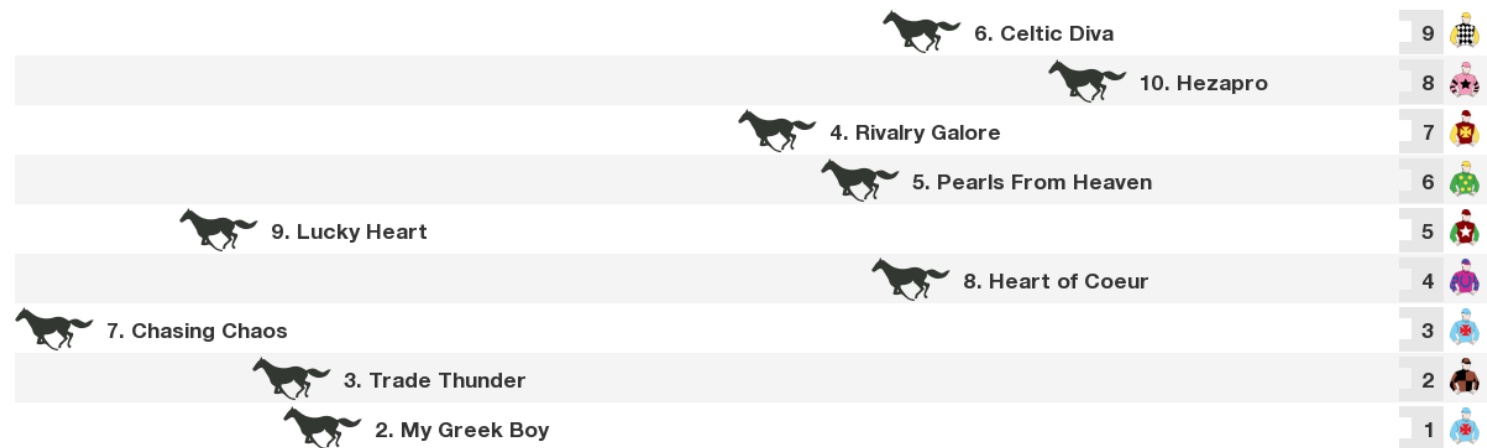 6. Celtic Diva 9
10. Hezapro 8
4. Rivalry Galore 7
5. Pearls From Heaven 6
9. Lucky Heart 5
8. Heart of Coeur 4
7. Chasing Chaos 3
3. Trade Thunder 2
2. My Greek Boy 1